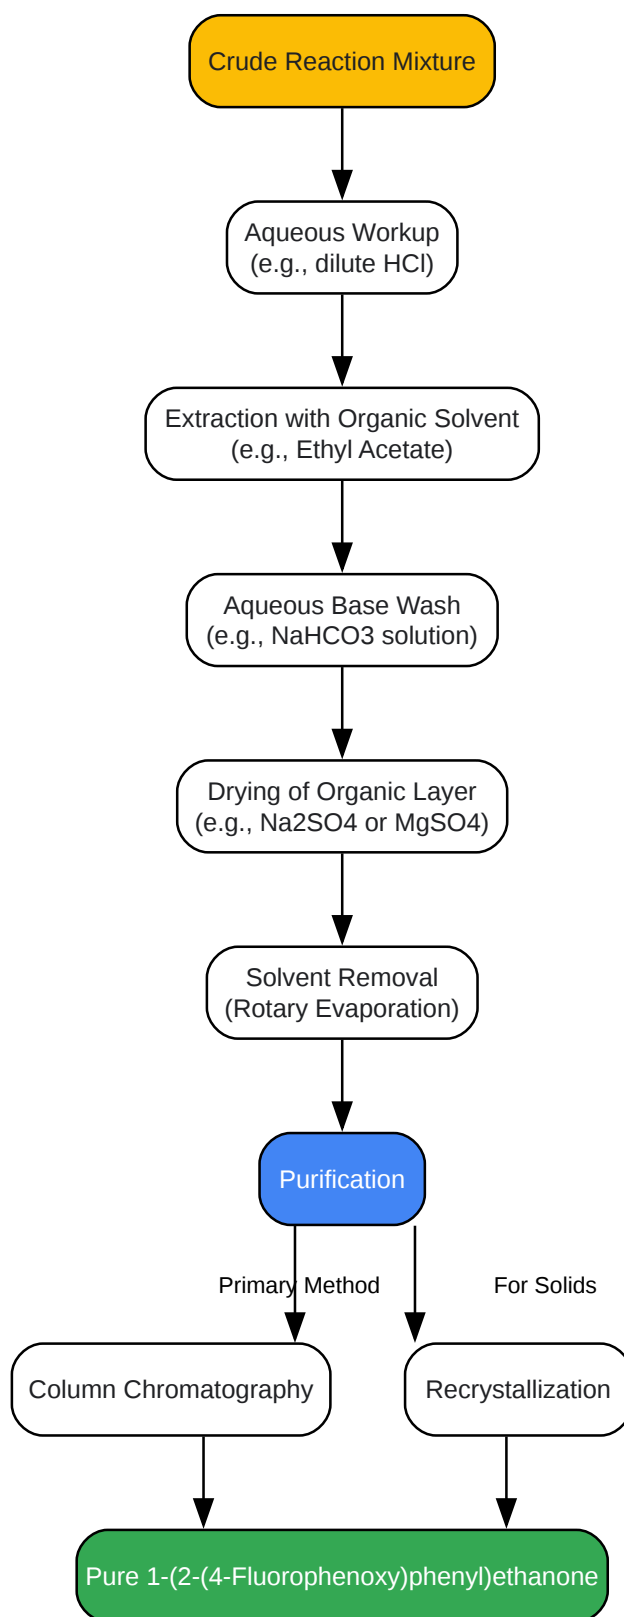 Crude Reaction Mixture
Aqueous Workup
(e.g., dilute HCl)
Extraction with Organic Solvent
(e.g., Ethyl Acetate)
Aqueous Base Wash
(e.g., NaHCO3 solution)
Drying of Organic Layer
(e.g., Na2SO4 or MgSO4)
Solvent Removal
(Rotary Evaporation)
Purification
Primary Method
For Solids
Column Chromatography
Recrystallization
Pure 1-(2-(4-Fluorophenoxy)phenyl)ethanone